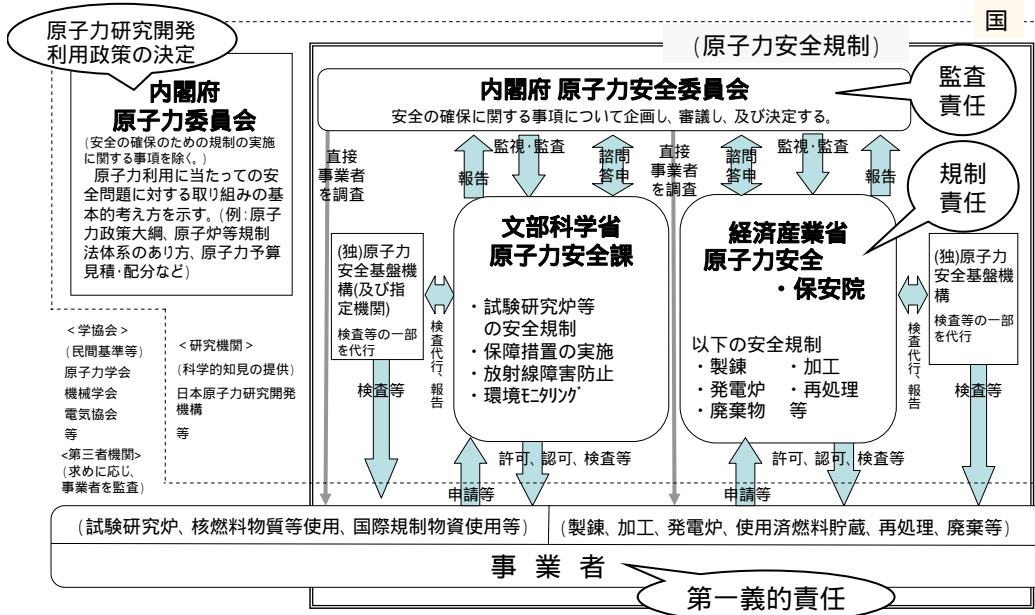 国
原子力研究開発
利用政策の決定
(原子力安全規制)
内閣府
原子力委員会
(安全の確保のための規制の実施
に関する事項を除く。)
原子力利用に当たっての安
全問題に対する取り組みの基
本的考え方を示す。(例:原子
力政策大綱、原子炉等規制
法体系のあり方、原子力予算
見積・配分など)
内閣府 原子力安全委員会
安全の確保に関する事項について企画し、審議し、及び決定する。
監査
責任
直接
事業者
を調査
報告
監視・監査
諮問
答申
直接
事業者
を調査
諮問
答申
監視・監査
報告
規制
責任
文部科学省
原子力安全課
・試験研究炉等
の安全規制
・保障措置の実施
・放射線障害防止
・環境モニタリング
経済産業省
原子力安全
・保安院
以下の安全規制
・製錬 ・加工
・発電炉 ・再処理
・廃棄物 等
(独)原子力
安全基盤機
構(及び指
定機関)
検査等の一部
を代行
(独)原子力
安全基盤機
構
検査等の一部
を代行
検査代行、報告
検査代行、報告
検査等
検査等
<学協会>
(民間基準等)
原子力学会
機械学会
電気協会
等
<第三者機関>
(求めに応じ、
事業者を監査)
<研究機関>
(科学的知見の提供)
日本原子力研究開発
機構
等
許可、認可、検査等
申請等
許可、認可、検査等
申請等
(試験研究炉、核燃料物質等使用、国際規制物資使用等)
(製錬、加工、発電炉、使用済燃料貯蔵、再処理、廃棄等)
事業者
第一義的責任